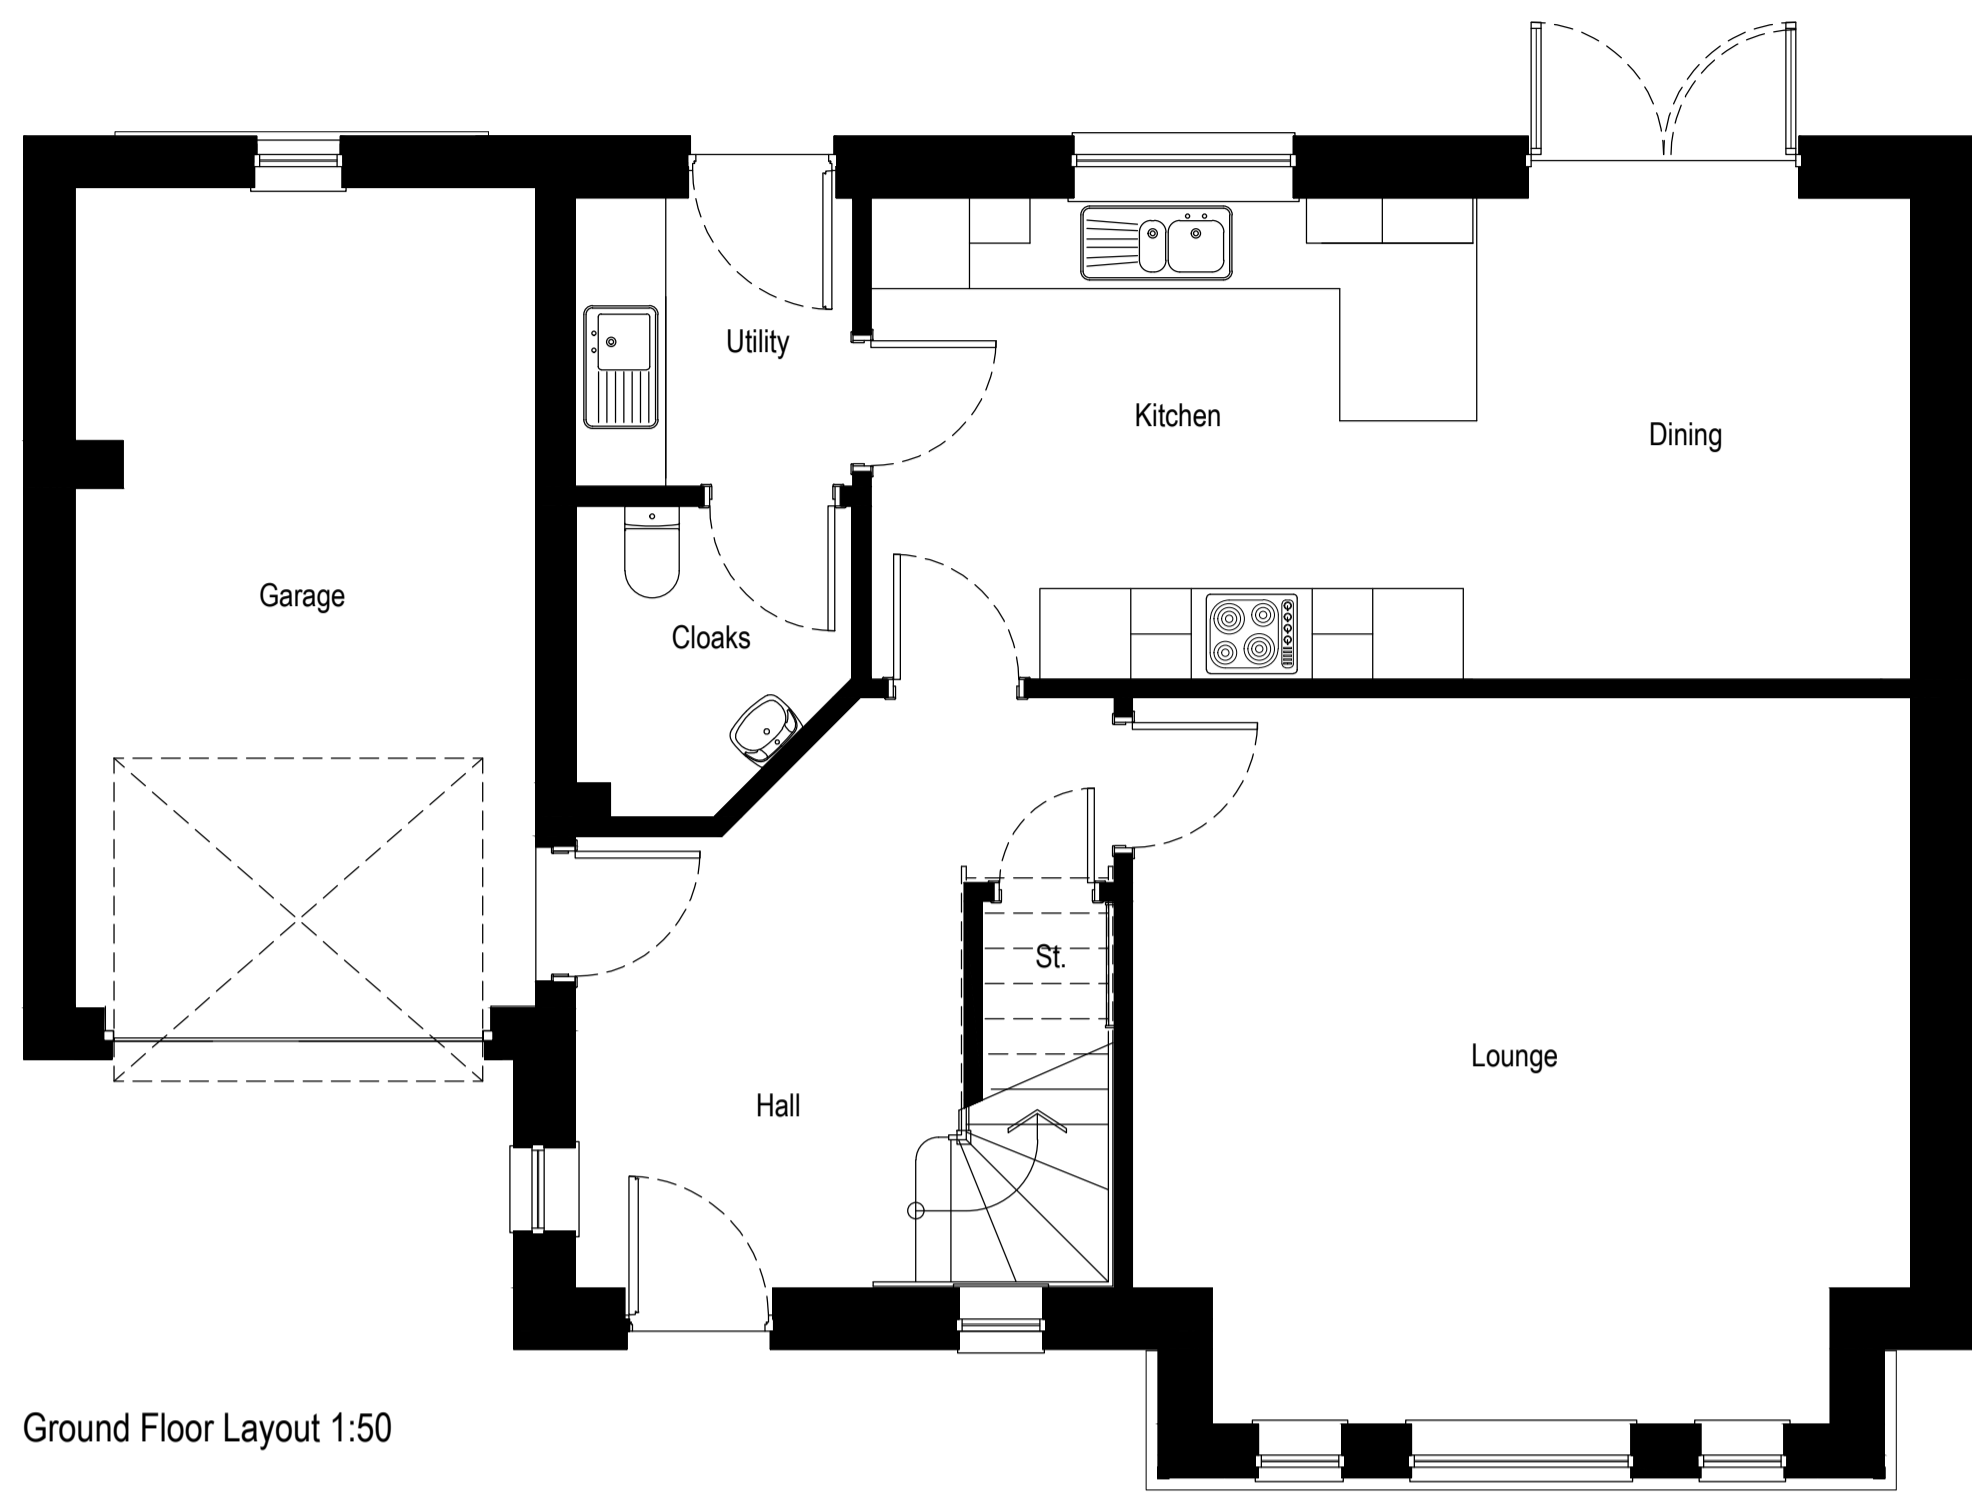 Utility
Kitchen
Dining
Garage
Cloaks
St.
Lounge
Hall
Ground Floor Layout 1:50